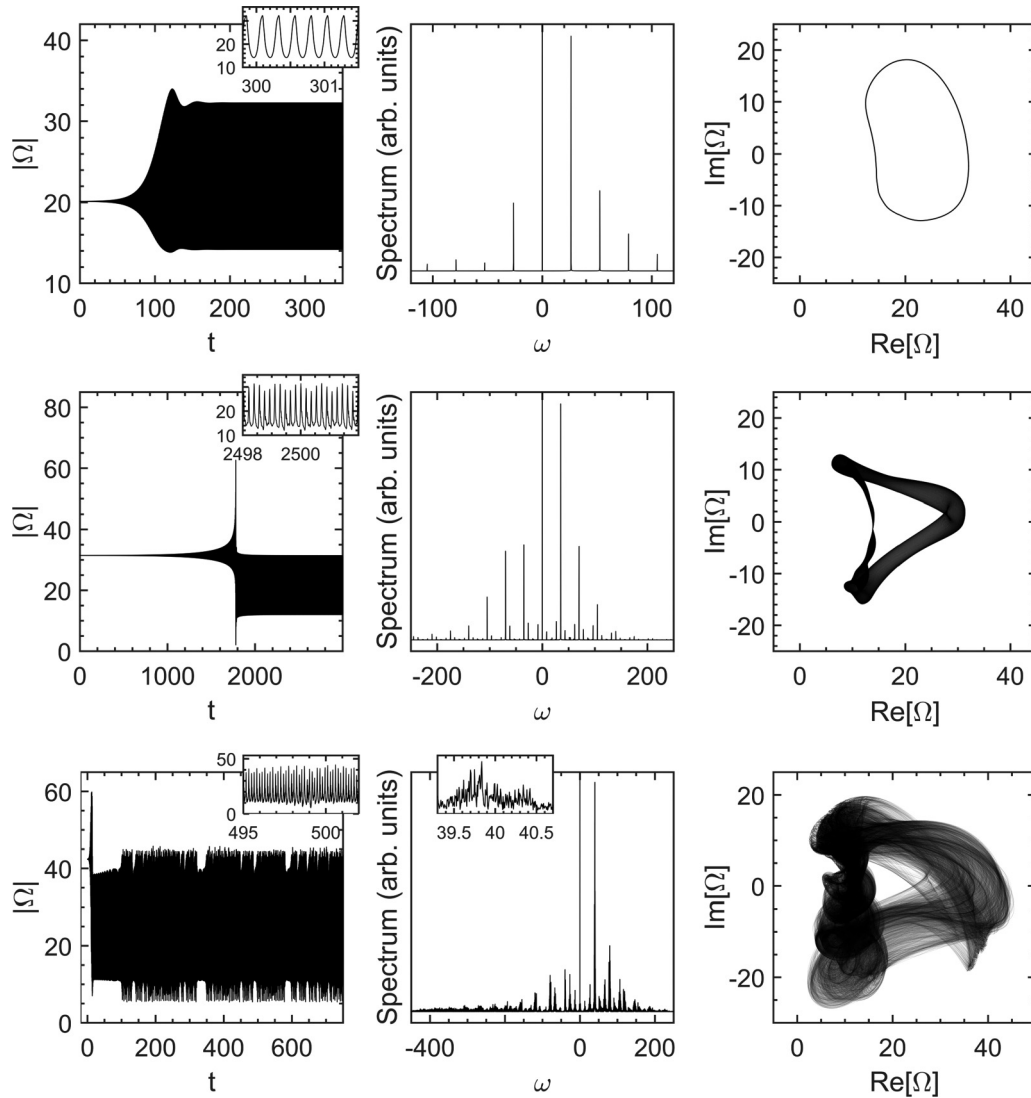 40
30
20
10
|Ω|
0 100 200 300
t
20
10
300 301
Spectrum (arb. units)
-100 0 100
ω
20
10
0
-10
-20
Im[Ω]
0 20 40
Re[Ω]
80
60
40
20
0
|Ω|
0 1000 2000
t
20
10
2498 2500
Spectrum (arb. units)
-200 0 200
ω
20
10
0
-10
-20
Im[Ω]
0 20 40
Re[Ω]
60
40
20
0
|Ω|
0 200 400 600
t
50
0
495 500
Spectrum (arb. units)
39.5 40 40.5
-400 -200 0 200
ω
20
0
-20
Im[Ω]
0 20 40
Re[Ω]